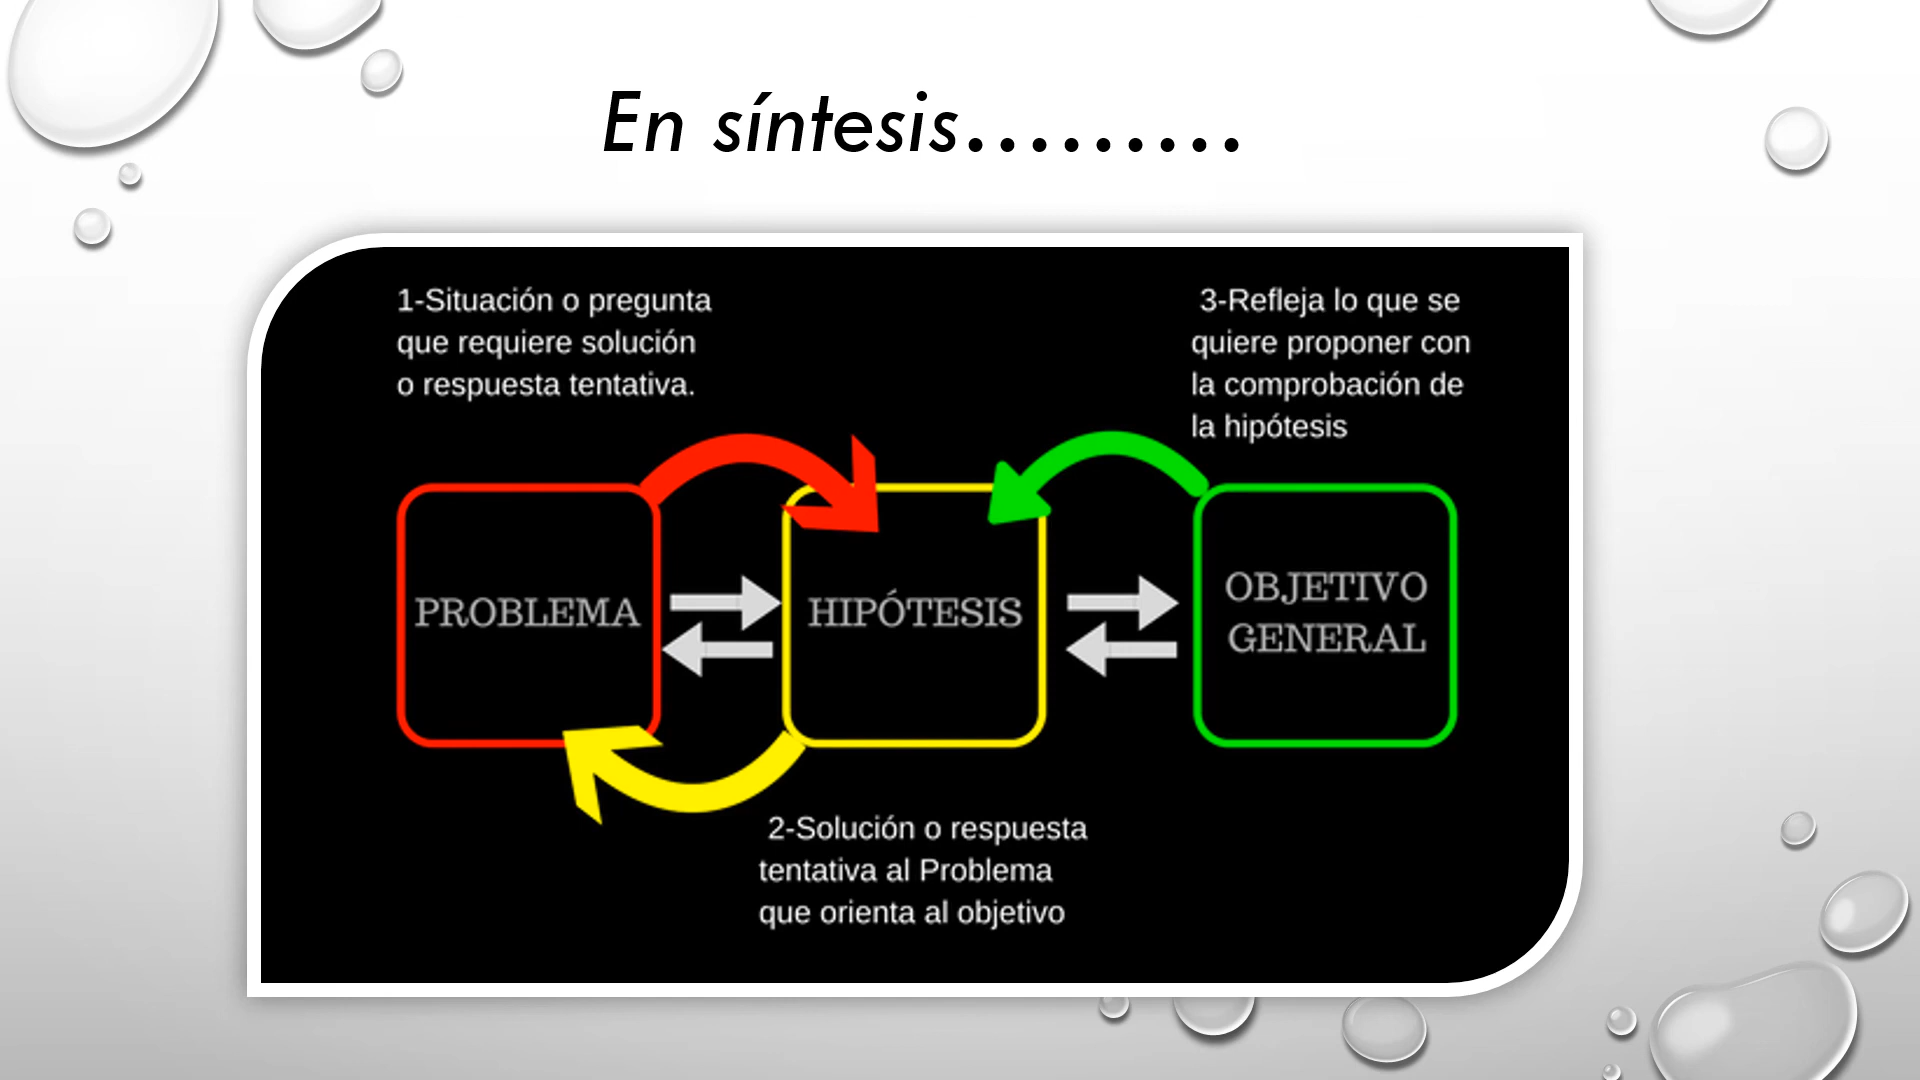 En síntesis.........
1-Situación o pregunta
que requiere solución
o respuesta tentativa.
3-Refleja lo que se
quiere proponer con
la comprobación de
la hipótesis
PROBLEMA
HIPÓTESIS
OBJETIVO
GENERAL
2-Solución o respuesta
tentativa al Problema
que orienta al objetivo